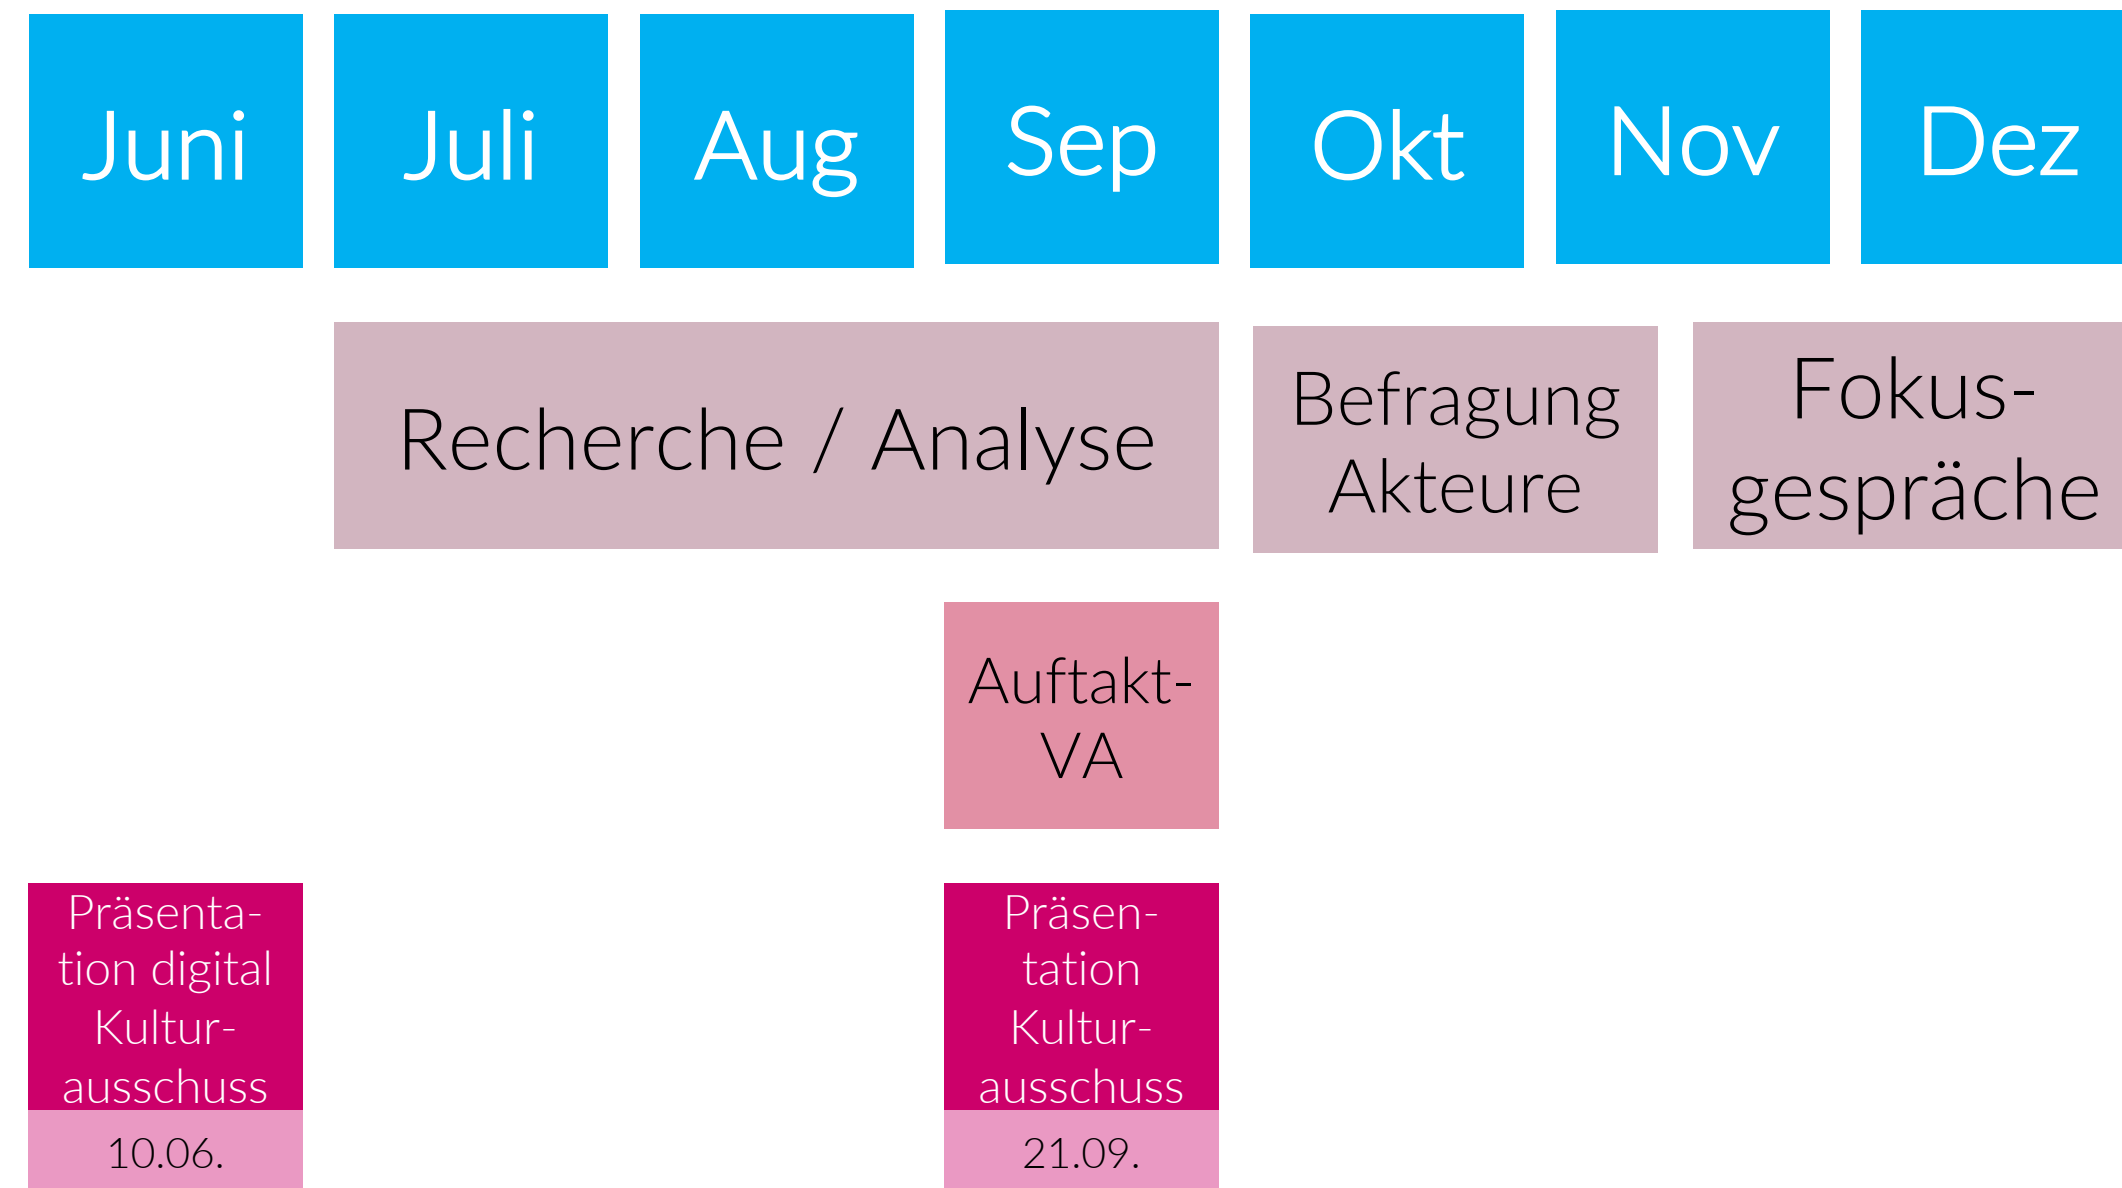 Juni
Juli
Aug
Sep
Okt
Nov
Dez
Recherche / Analyse
Befragung
Akteure
Fokus-
gespräche
Auftakt-
VA
Präsenta-
tion digital
Kultur-
ausschuss
10.06.
Präsen-
tation
Kultur-
ausschuss
21.09.